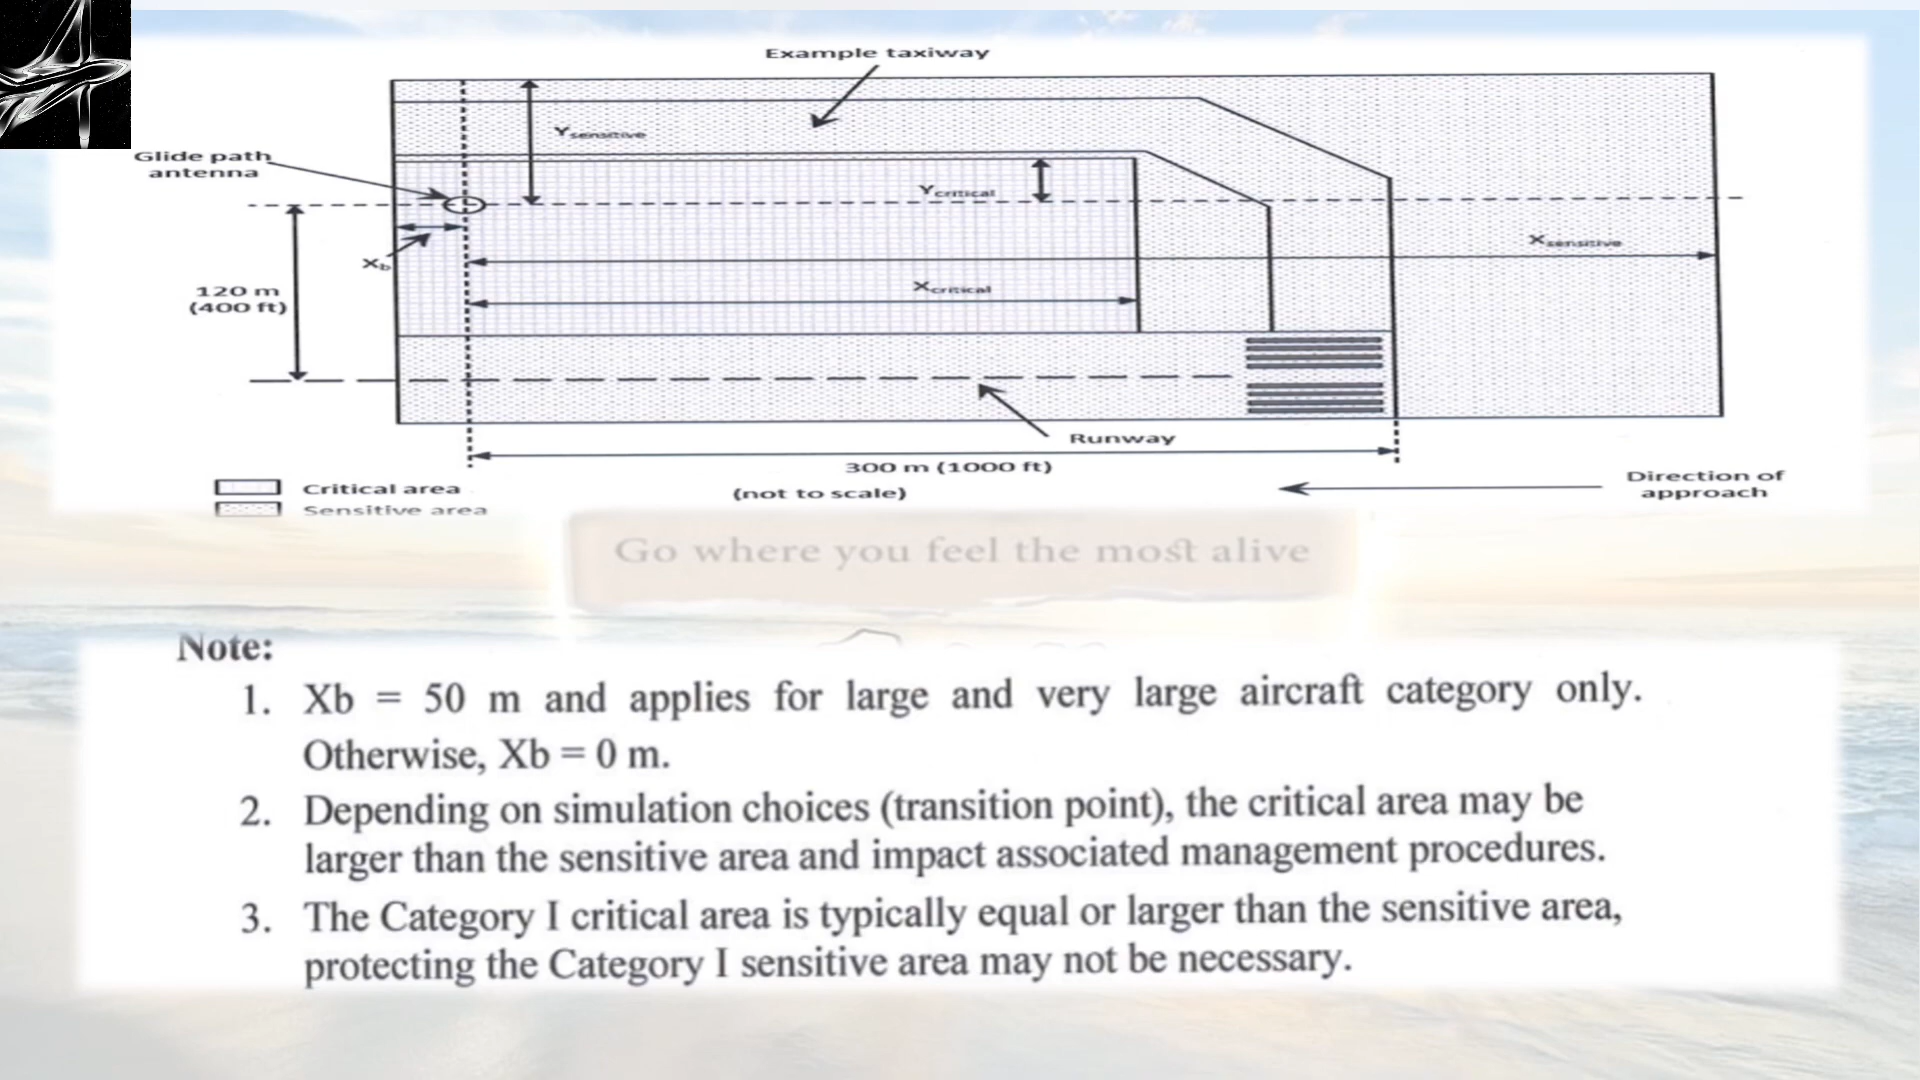 Example taxiway
Ysensitive
Glide path
antenna
Ycritical
Xsensitive
Xb
Xcritical
120 m
(400 ft)
Runway
300 m (1000 ft)
Critical area
(not to scale)
Direction of
approach
Sensitive area
Go where you feel the most alive
Note:
1. Xb = 50 m and applies for large and very large aircraft category only.
Otherwise, Xb = 0 m.
2. Depending on simulation choices (transition point), the critical area may be
larger than the sensitive area and impact associated management procedures.
3. The Category I critical area is typically equal or larger than the sensitive area,
protecting the Category I sensitive area may not be necessary.